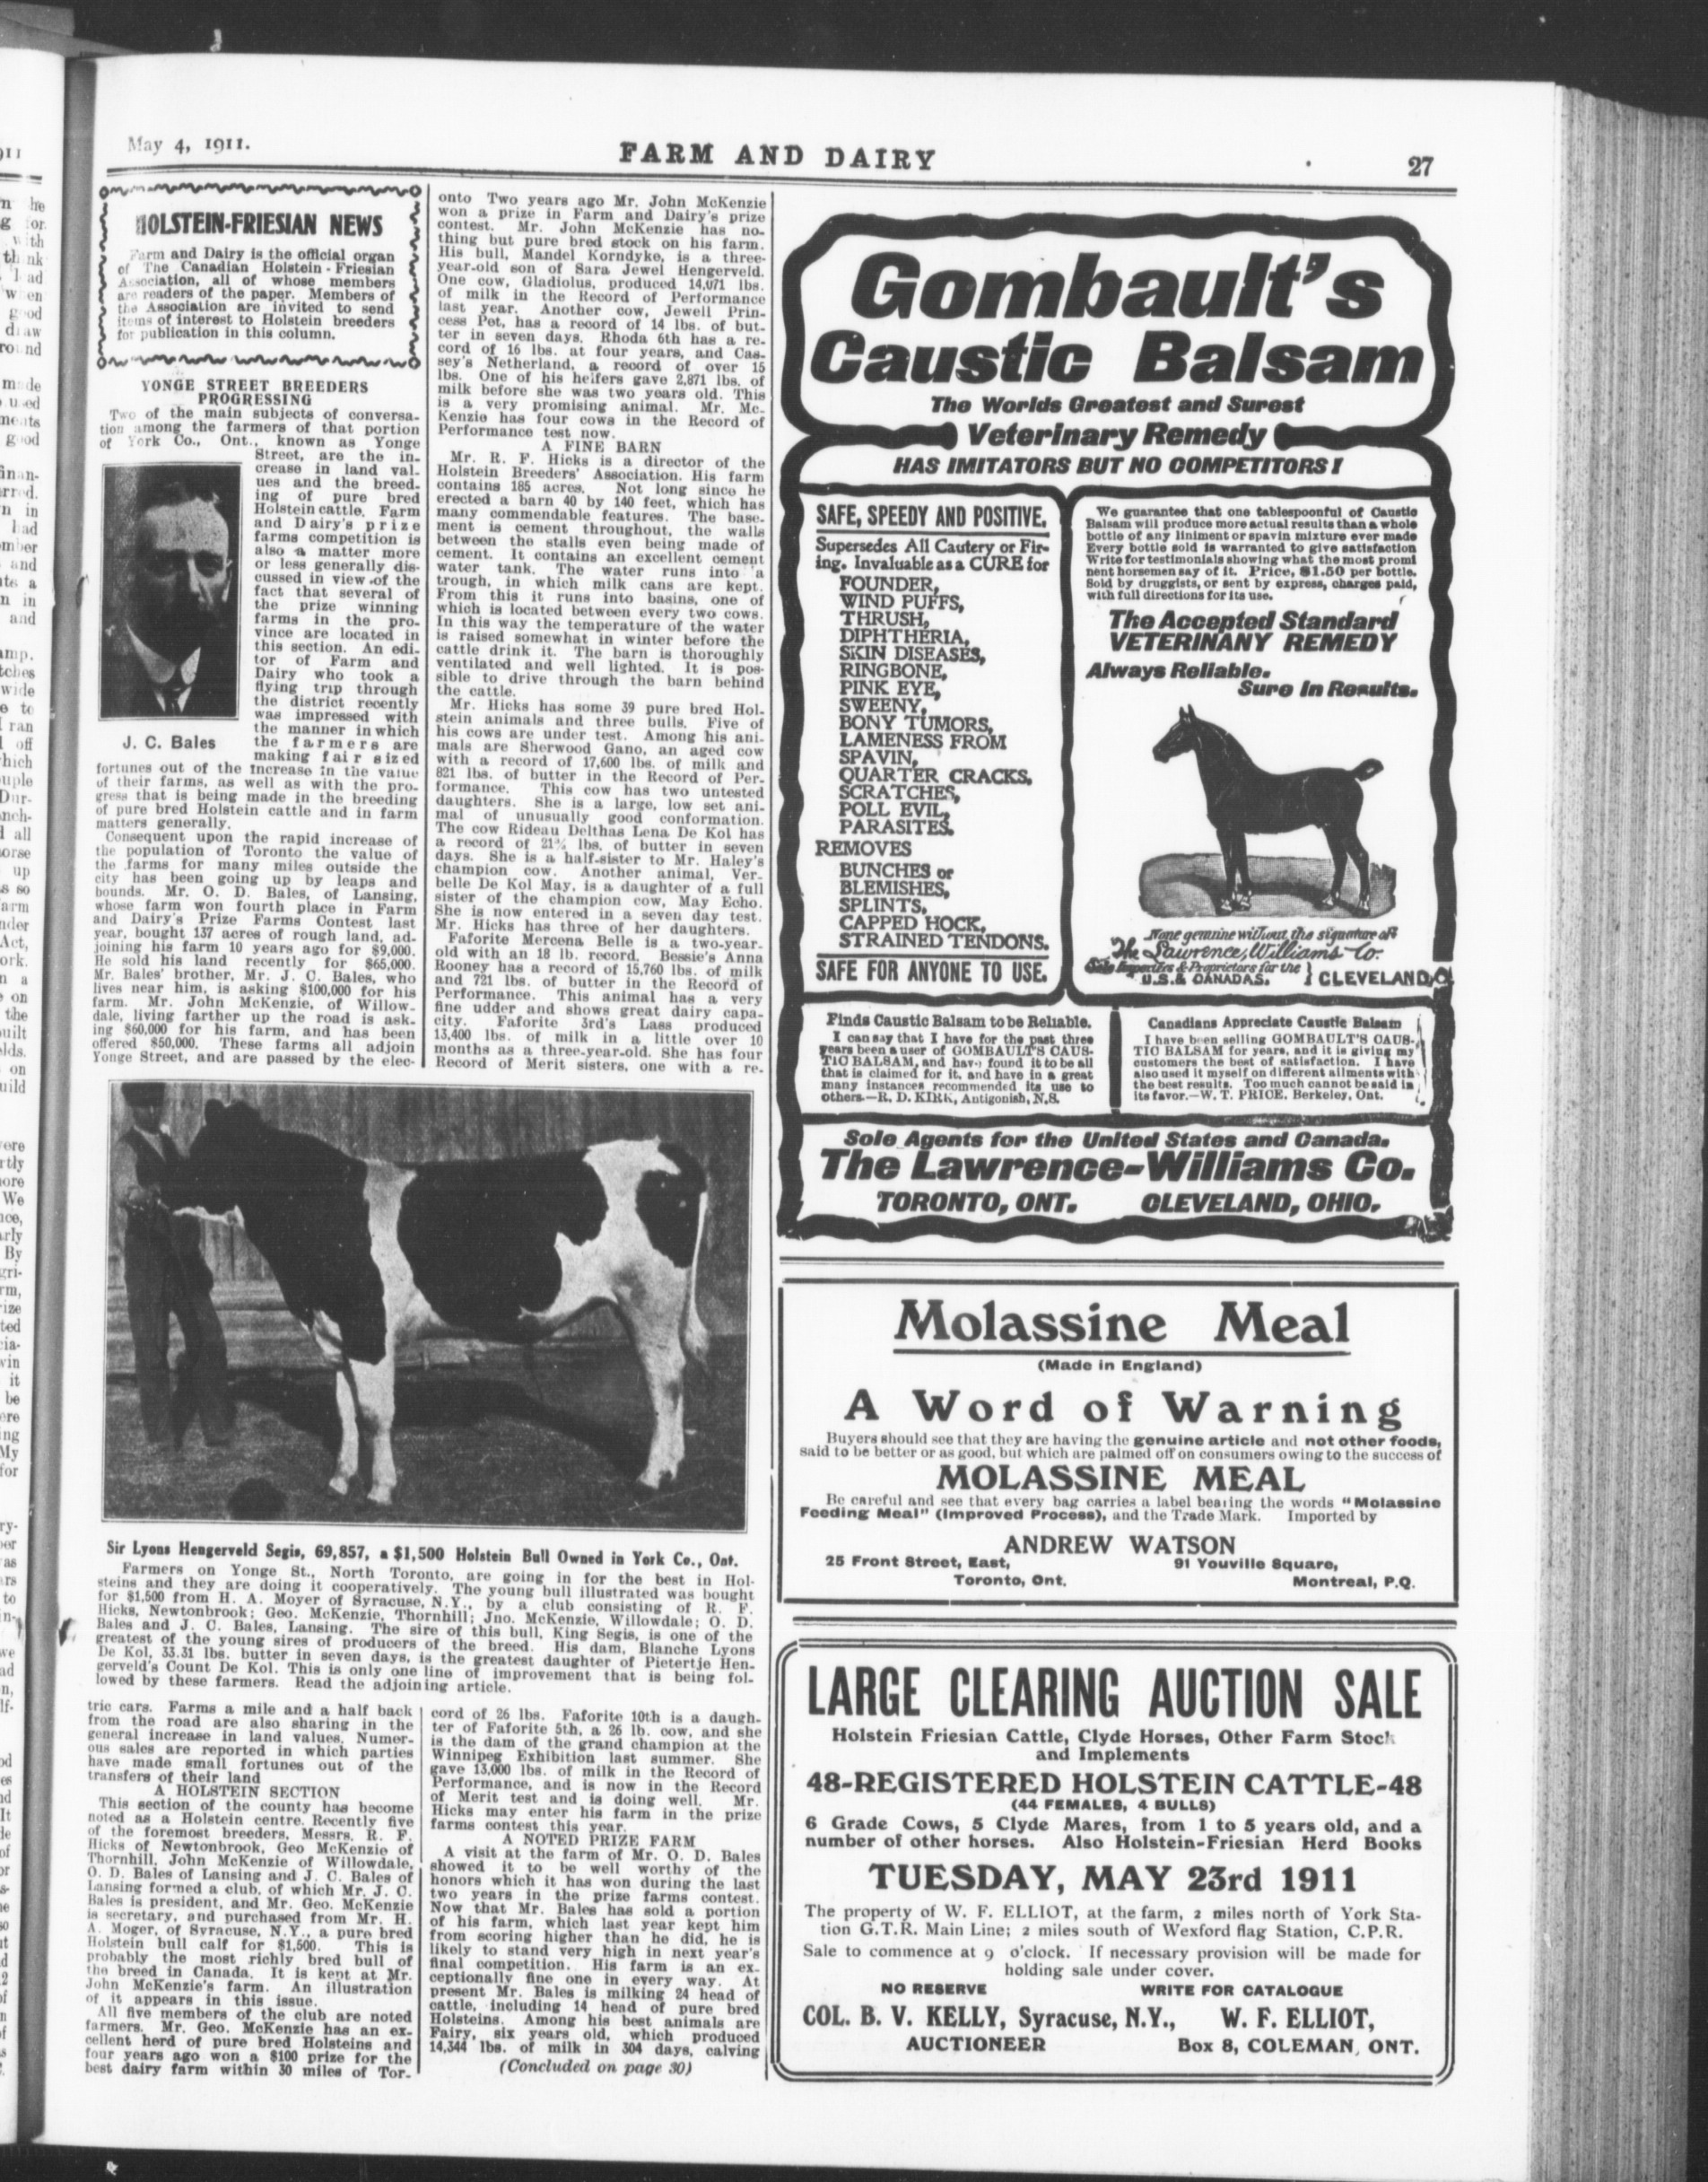 May 4, 1911.
FARM AND DAIRY
27
HOLSTEIN-FRIESIAN NEWS
Farm and Dairy is the official organ
of The Canadian Holstein-Friesian
Association, all of whose members
are readers of the paper. Members of
the Association are invited to send
items of interest to Holstein breeders
for publication in this column.
YONGE STREET BREEDERS
PROGRESSING
Two of the main subjects of conversa-
tion among the farmers of that portion
of York Co., Ont., known as Yonge
Street, are the in-
crease in land val-
ues and the breed-
ing of pure bred
Holstein cattle. Farm
and Dairy's prize
farms competition is
also a matter more
or less generally dis-
cussed in view of the
fact that several of
the prize winning
farms in the pro-
vince are located in
this section. An edi-
tor of Farm and
Dairy who took a
flying trip through
the district recently
was impressed with
the manner in which
the farmers are
making fair sized
J. C. Bales
fortunes out of the increase in the value
of their farms, as well as with the pro-
gress that is being made in the breeding
of pure bred Holstein cattle and in farm
matters generally.
Consequent upon the rapid increase of
the population of Toronto the value of
the farms for many miles outside the
city has been going up by leaps and
bounds. Mr. O. D. Bales, of Lansing,
whose farm won fourth place in Farm
and Dairy's Prize Farms Contest last
year, bought 137 acres of rough land, ad-
joining his farm 10 years ago for $9,000.
He sold his land recently for $65,000.
Mr. Bales' brother, Mr. J. C. Bales, who
lives near him, is asking $100,000 for his
farm. Mr. John McKenzie, of Willow-
dale, living farther up the road is ask-
ing $60,000 for his farm, and has been
offered $50,000. These farms all adjoin
Yonge Street, and are passed by the elec-
onto Two years ago Mr. John McKenzie
won a prize in Farm and Dairy's prize
contest. Mr. John McKenzie has no-
thing but pure bred stock on his farm.
His bull, Mandel Korndyke, is a three-
year-old son of Sara Jewel Hengerveld.
One cow, Gladiolus, produced 14,071 lbs.
of milk in the Record of Performance
last year. Another cow, Jewell Prin-
cess Pet, has a record of 14 lbs. of but-
ter in seven days. Rhoda 6th has a re-
cord of 16 lbs. at four years, and Cas-
sey's Netherland, a record of over 15
lbs. One of his heifers gave 2,871 lbs. of
milk before she was two years old. This
is a very promising animal. Mr. Mc-
Kenzie has four cows in the Record of
Performance test now.
A FINE BARN
Mr. R. F. Hicks is a director of the
Holstein Breeders' Association. His farm
contains 185 acres. Not long since he
erected a barn 40 by 140 feet, which has
many commendable features. The base-
ment is cement throughout, the walls
between the stalls even being made of
cement. It contains an excellent cement
water tank. The water runs into a
trough, in which milk cans are kept.
From this it runs into basins, one of
which is located between every two cows.
In this way the temperature of the water
is raised somewhat in winter before the
cattle drink it. The barn is thoroughly
ventilated and well lighted. It is pos-
sible to drive through the barn behind
the cattle.
Mr. Hicks has some 39 pure bred Hol-
stein animals and three bulls. Five of
his cows are under test. Among his ani-
mals are Sherwood Gano, an aged cow
with a record of 17,600 lbs. of milk and
821 lbs. of butter in the Record of Per-
formance. This cow has two untested
daughters. She is a large, low set ani-
mal of unusually good conformation.
The cow Rideau Delthas Lena De Kol has
a record of 21¾ lbs. of butter in seven
days. She is a half-sister to Mr. Haley's
champion cow. Another animal, Ver-
belle De Kol May, is a daughter of a full
sister of the champion cow, May Echo.
She is now entered in a seven day test.
Mr. Hicks has three of her daughters.
Faforite Mercena Belle is a two-year-
old with an 18 lb. record. Bessie's Anna
Rooney has a record of 15,760 lbs. of milk
and 721 lbs. of butter in the Record of
Performance. This animal has a very
fine udder and shows great dairy capa-
city. Faforite 3rd's Lass produced
13,400 lbs. of milk in a little over 10
months as a three-year-old. She has four
Record of Merit sisters, one with a re-
Sir Lyons Hengerveld Segis, 69,857, a $1,500 Holstein Bull Owned in York Co., Ont.
Farmers on Yonge St., North Toronto, are going in for the best in Hol-
steins and they are doing it cooperatively. The young bull illustrated was bought
for $1,500 from H. A. Moyer of Syracuse, N.Y., by a club consisting of R. F.
Hicks, Newtonbrook; Geo. McKenzie, Thornhill; Jno. McKenzie, Willowdale; O. D.
Bales and J. C. Bales, Lansing. The sire of this bull, King Segis, is one of the
greatest of the young sires of producers of the breed. His dam, Blanche Lyons
De Kol, 33.31 lbs. butter in seven days, is the greatest daughter of Pietertje Hen-
gerveld's Count De Kol. This is only one line of improvement that is being fol-
lowed by these farmers. Read the adjoining article.
tric cars. Farms a mile and a half back
from the road are also sharing in the
general increase in land values. Numer-
ous sales are reported in which parties
have made small fortunes out of the
transfers of their land
A HOLSTEIN SECTION
This section of the county has become
noted as a Holstein centre. Recently five
of the foremost breeders, Messrs. R. F.
Hicks of Newtonbrook, Geo McKenzie of
Thornhill, John McKenzie of Willowdale,
O. D. Bales of Lansing and J. C. Bales of
Lansing formed a club, of which Mr. J. C.
Bales is president, and Mr. Geo. McKenzie
is secretary, and purchased from Mr. H.
A. Moger, of Syracuse, N.Y., a pure bred
Holstein bull calf for $1,500. This is
probably the most richly bred bull of
the breed in Canada. It is kept at Mr.
John McKenzie's farm. An illustration
of it appears in this issue.
All five members of the club are noted
farmers. Mr. Geo. McKenzie has an ex-
cellent herd of pure bred Holsteins and
four years ago won a $100 prize for the
best dairy farm within 30 miles of Tor-
cord of 26 lbs. Faforite 10th is a daugh-
ter of Faforite 5th, a 26 lb. cow, and she
is the dam of the grand champion at the
Winnipeg Exhibition last summer. She
gave 13,000 lbs. of milk in the Record of
Performance, and is now in the Record
of Merit test and is doing well. Mr.
Hicks may enter his farm in the prize
farms contest this year.
A NOTED PRIZE FARM
A visit at the farm of Mr. O. D. Bales
showed it to be well worthy of the
honors which it has won during the last
two years in the prize farms contest.
Now that Mr. Bales has sold a portion
of his farm, which last year kept him
from scoring higher than he did, he is
likely to stand very high in next year's
final competition. His farm is an ex-
ceptionally fine one in every way. At
present Mr. Bales is milking 24 head of
cattle, including 14 head of pure bred
Holsteins. Among his best animals are
Fairy, six years old, which produced
14,344 lbs. of milk in 304 days, calving
(Concluded on page 30)
Gombault's
Caustic Balsam
The Worlds Greatest and Surest
Veterinary Remedy
HAS IMITATORS BUT NO COMPETITORS!
SAFE, SPEEDY AND POSITIVE.
Supersedes All Cautery or Fir-
ing. Invaluable as a CURE for
FOUNDER,
WIND PUFFS,
THRUSH,
DIPHTHERIA,
SKIN DISEASES,
RINGBONE,
PINK EYE,
SWEENY,
BONY TUMORS,
LAMENESS FROM
SPAVIN,
QUARTER CRACKS,
SCRATCHES,
POLL EVIL,
PARASITES.
REMOVES
BUNCHES or
BLEMISHES,
SPLINTS,
CAPPED HOCK,
STRAINED TENDONS.
SAFE FOR ANYONE TO USE.
We guarantee that one tablespoonful of Caustic
Balsam will produce more actual results than a whole
bottle of any liniment or spavin mixture ever made
Every bottle sold is warranted to give satisfaction
Write for testimonials showing what the most promi
nent horsemen say of it. Price, $1.50 per bottle.
Sold by druggists, or sent by express, charges paid,
with full directions for its use.
The Accepted Standard
VETERINANY REMEDY
Always Reliable.
Sure In Results.
None genuine without the signature of
The Lawrence, Williams Co.
Sole Importers & Proprietors for the
U.S. & CANADAS.
CLEVELAND, O.
Finds Caustic Balsam to be Reliable.
I can say that I have for the past three
years been a user of GOMBAULT'S CAUS-
TIC BALSAM, and have found it to be all
that is claimed for it, and have in a great
many instances recommended its use to
others.—R. D. KIRK, Antigonish, N.S.
Canadians Appreciate Caustic Balsam
I have been selling GOMBAULT'S CAUS-
TIC BALSAM for years, and it is giving my
customers the best of satisfaction. I have
also used it myself on different ailments with
the best results. Too much cannot be said in
its favor.—W. T. PRICE. Berkeley, Ont.
Sole Agents for the United States and Canada.
The Lawrence-Williams Co.
TORONTO, ONT. CLEVELAND, OHIO.
Molassine Meal
(Made in England)
A Word of Warning
Buyers should see that they are having the genuine article and not other foods,
said to be better or as good, but which are palmed off on consumers owing to the success of
MOLASSINE MEAL
Be careful and see that every bag carries a label bearing the words "Molassine
Feeding Meal" (Improved Process), and the Trade Mark. Imported by
ANDREW WATSON
25 Front Street, East, 91 Youville Square,
Toronto, Ont. Montreal, P.Q.
LARGE CLEARING AUCTION SALE
Holstein Friesian Cattle, Clyde Horses, Other Farm Stock
and Implements
48-REGISTERED HOLSTEIN CATTLE-48
(44 FEMALES, 4 BULLS)
6 Grade Cows, 5 Clyde Mares, from 1 to 5 years old, and a
number of other horses. Also Holstein-Friesian Herd Books
TUESDAY, MAY 23rd 1911
The property of W. F. ELLIOT, at the farm, 2 miles north of York Sta-
tion G.T.R. Main Line; 2 miles south of Wexford flag Station, C.P.R.
Sale to commence at 9 o'clock. If necessary provision will be made for
holding sale under cover.
NO RESERVE WRITE FOR CATALOGUE
COL. B. V. KELLY, Syracuse, N.Y., W. F. ELLIOT,
AUCTIONEER Box 8, COLEMAN, ONT.